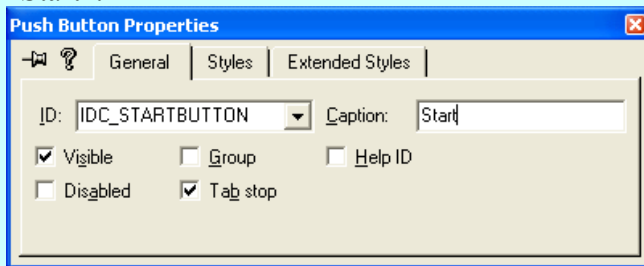 Push Button Properties
General Styles Extended Styles
ID: IDC_STARTBUTTON Caption: Start
Visible Group Help ID
Disabled Tab stop